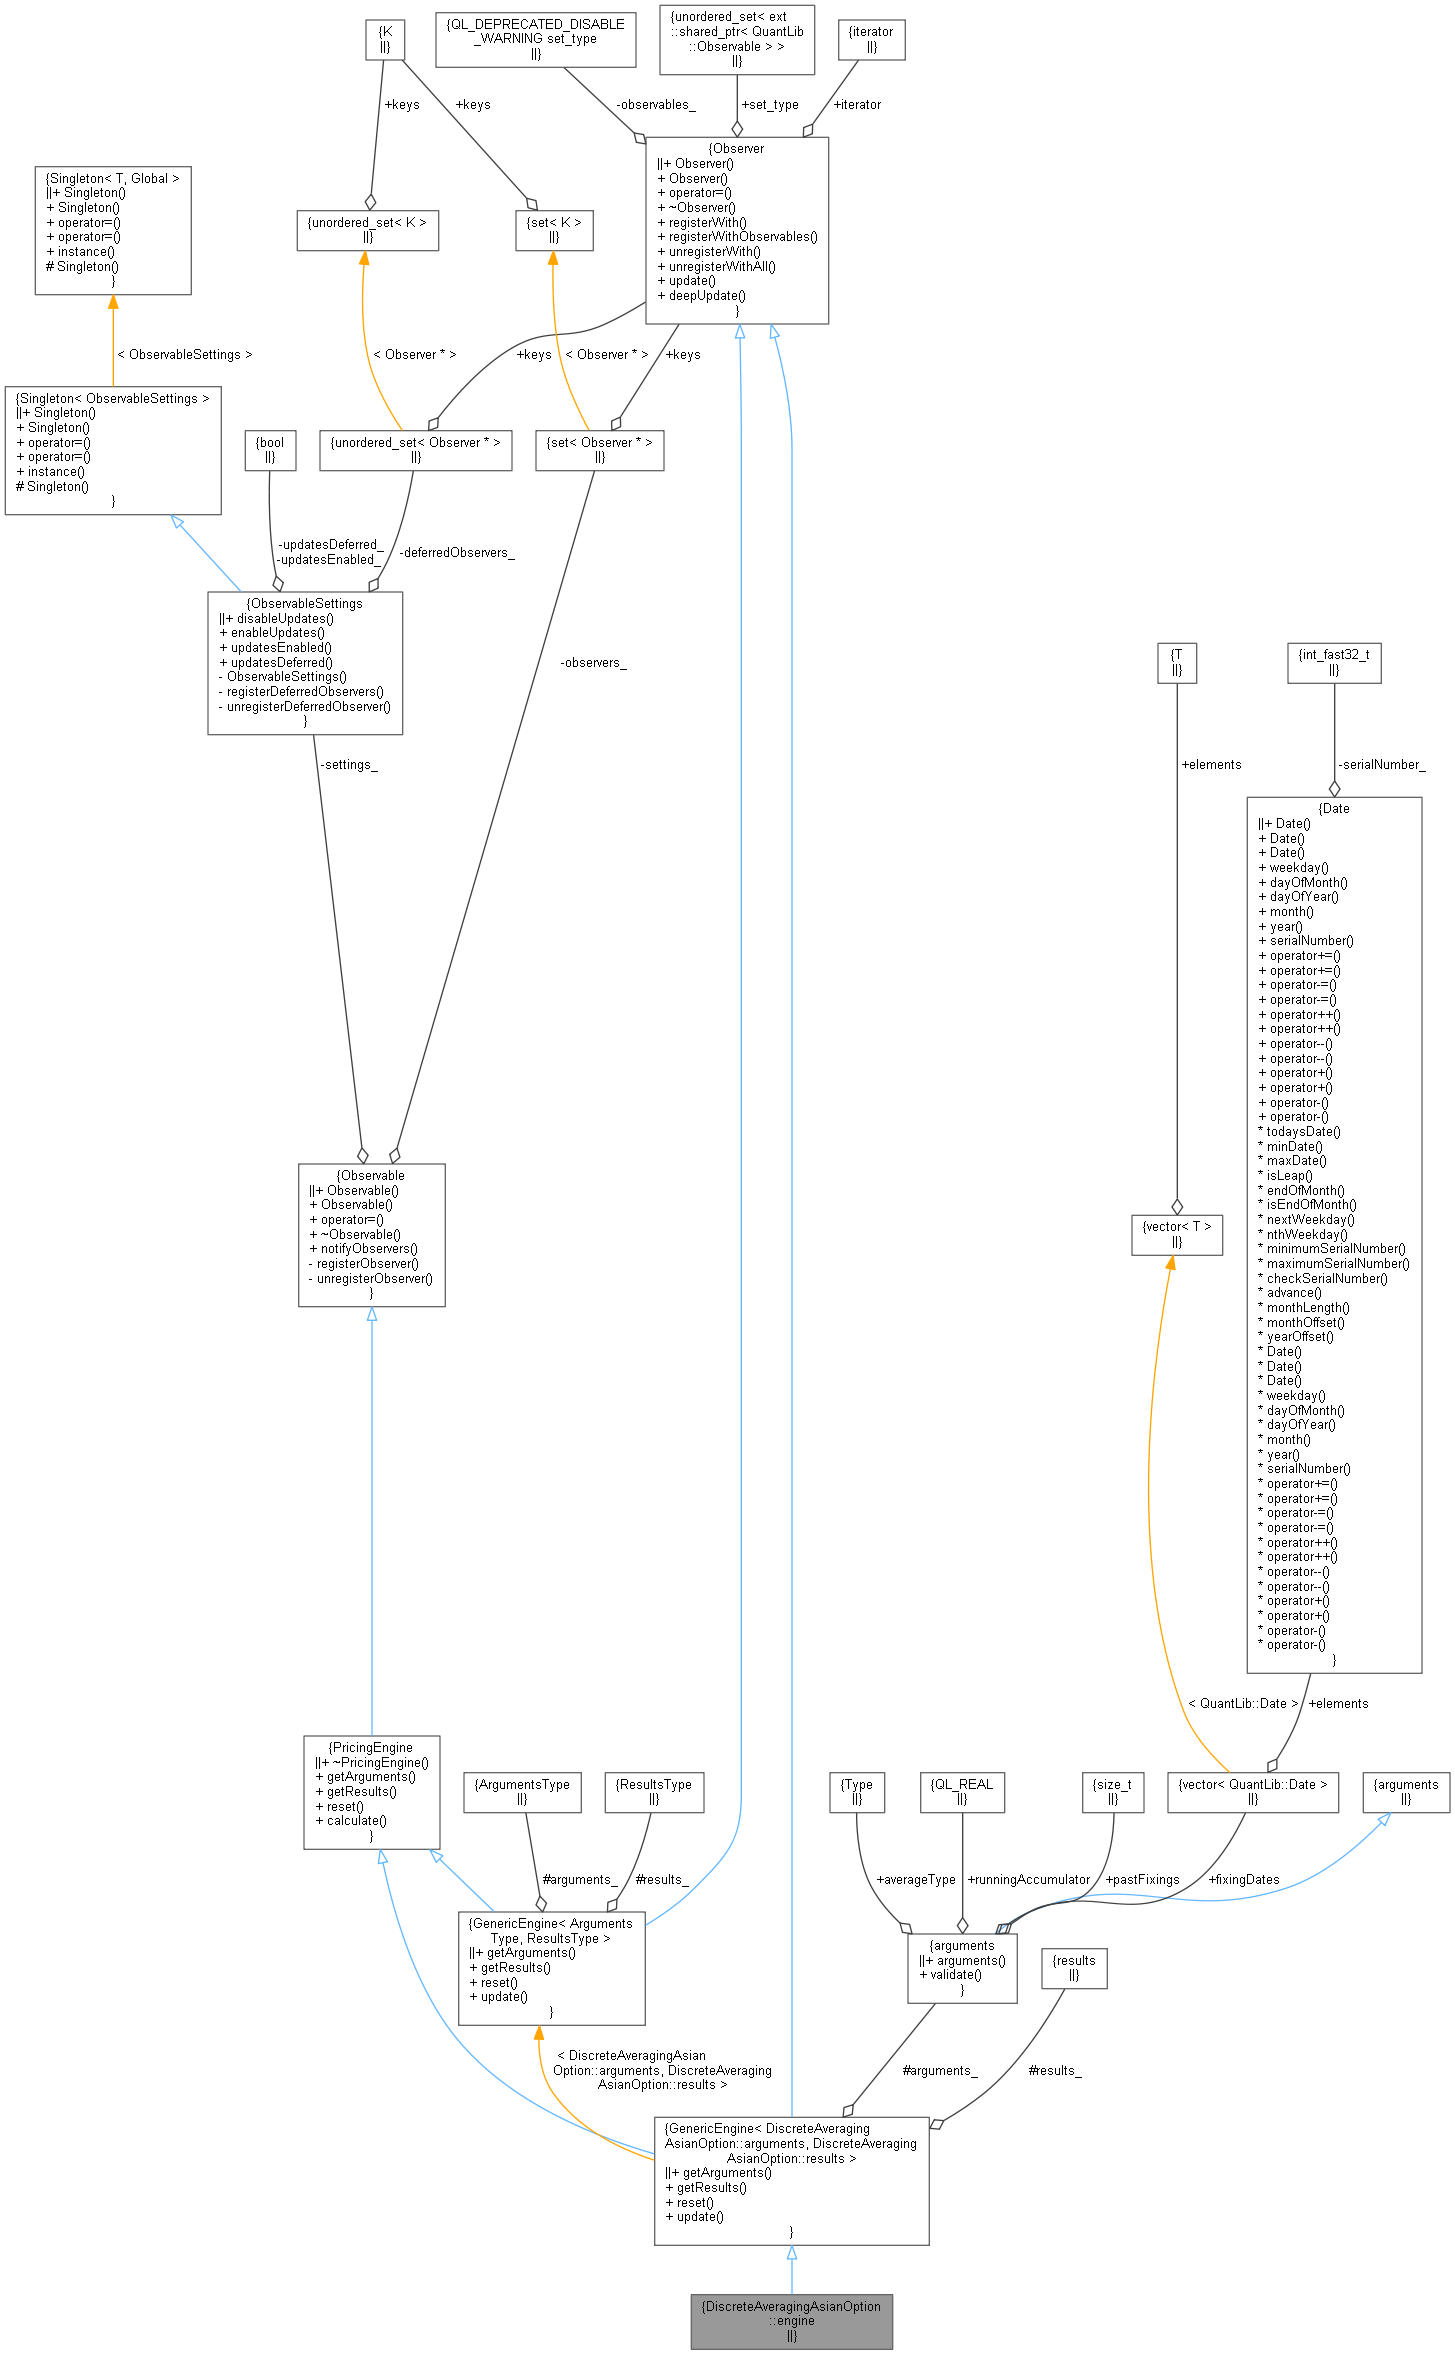 {K
||}
{QL_DEPRECATED_DISABLE
_WARNING set_type
||}
{unordered_set< ext
::shared_ptr< QuantLib
::Observable > >
||}
{iterator
||}
+keys
+keys
-observables_
+set_type
+iterator
{Singleton< T, Global >
||+ Singleton()
+ Singleton()
+ operator=()
+ operator=()
+ instance()
# Singleton()
}
{unordered_set< K >
||}
{set< K >
||}
{Observer
||+ Observer()
+ Observer()
+ operator=()
+ ~Observer()
+ registerWith()
+ registerWithObservables()
+ unregisterWith()
+ unregisterWithAll()
+ update()
+ deepUpdate()
}
< ObservableSettings >
< Observer * >
+keys
< Observer * >
+keys
{Singleton< ObservableSettings >
||+ Singleton()
+ Singleton()
+ operator=()
+ operator=()
+ instance()
# Singleton()
}
{bool
||}
{unordered_set< Observer * >
||}
{set< Observer * >
||}
-updatesDeferred_
-updatesEnabled_
-deferredObservers_
{ObservableSettings
||+ disableUpdates()
+ enableUpdates()
+ updatesEnabled()
+ updatesDeferred()
- ObservableSettings()
- registerDeferredObservers()
- unregisterDeferredObserver()
}
-observers_
{T
||}
{int_fast32_t
||}
-settings_
+elements
-serialNumber_
{Date
||+ Date()
+ Date()
+ Date()
+ weekday()
+ dayOfMonth()
+ dayOfYear()
+ month()
+ year()
+ serialNumber()
+ operator+=()
+ operator+=()
+ operator-=()
+ operator-=()
+ operator++()
+ operator++()
+ operator--()
+ operator--()
+ operator+()
+ operator+()
+ operator-()
+ operator-()
* todaysDate()
* minDate()
* maxDate()
* isLeap()
* endOfMonth()
* isEndOfMonth()
* nextWeekday()
* nthWeekday()
* minimumSerialNumber()
* maximumSerialNumber()
* checkSerialNumber()
* advance()
* monthLength()
* monthOffset()
* yearOffset()
* Date()
* Date()
* Date()
* weekday()
* dayOfMonth()
* dayOfYear()
* month()
* year()
* serialNumber()
* operator+=()
* operator+=()
* operator-=()
* operator-=()
* operator++()
* operator++()
* operator--()
* operator--()
* operator+()
* operator+()
* operator-()
* operator-()
}
{Observable
||+ Observable()
+ Observable()
+ operator=()
+ ~Observable()
+ notifyObservers()
- registerObserver()
- unregisterObserver()
}
{vector< T >
||}
< QuantLib::Date >
+elements
{PricingEngine
||+ ~PricingEngine()
+ getArguments()
+ getResults()
+ reset()
+ calculate()
}
{ArgumentsType
||}
{ResultsType
||}
{Type
||}
{QL_REAL
||}
{size_t
||}
{vector< QuantLib::Date >
||}
{arguments
||}
#arguments_
#results_
+averageType
+runningAccumulator
+pastFixings
+fixingDates
{GenericEngine< Arguments
Type, ResultsType >
||+ getArguments()
+ getResults()
+ reset()
+ update()
}
{arguments
||+ arguments()
+ validate()
}
{results
||}
< DiscreteAveragingAsian
Option::arguments, DiscreteAveraging
AsianOption::results >
#arguments_
#results_
{GenericEngine< DiscreteAveraging
AsianOption::arguments, DiscreteAveraging
AsianOption::results >
||+ getArguments()
+ getResults()
+ reset()
+ update()
}
{DiscreteAveragingAsianOption
::engine
||}